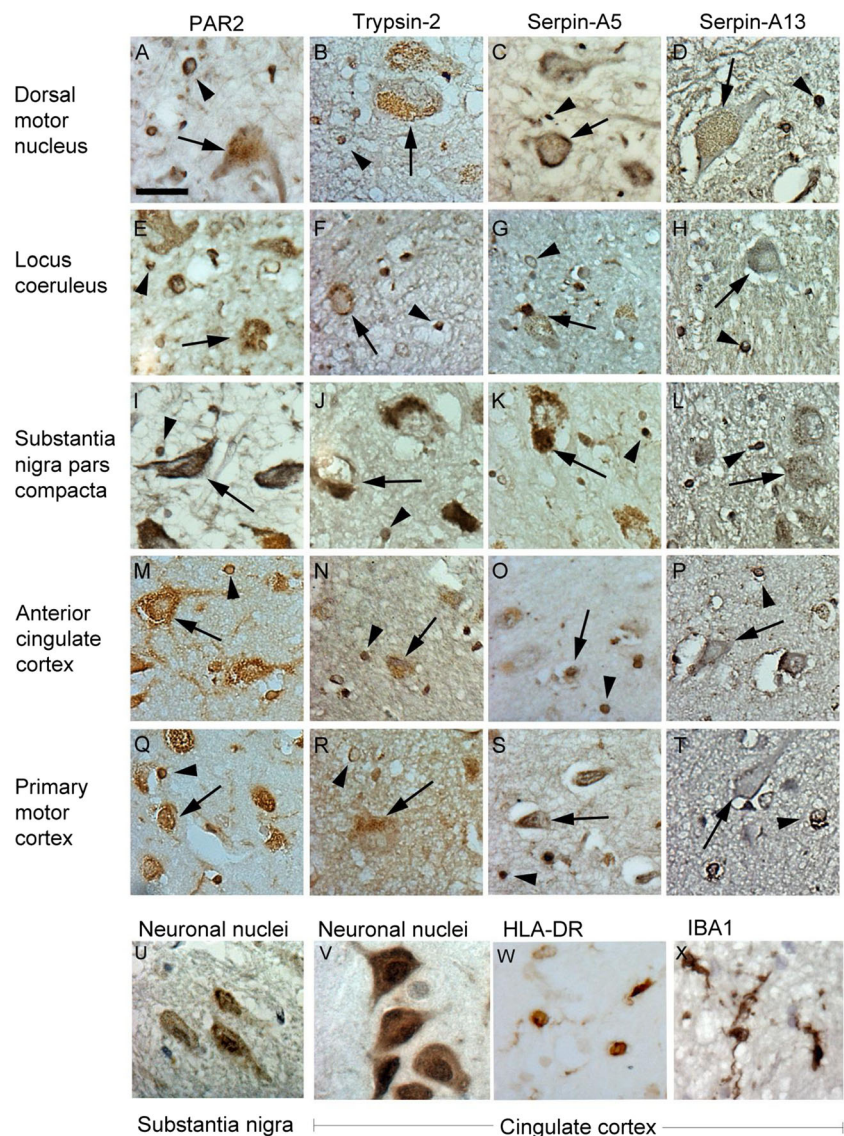 PAR2 Trypsin-2 Serpin-A5 Serpin-A13
A B C D
Dorsal
motor
nucleus
E F G H
Locus
coeruleus
I J K L
Substantia
nigra pars
compacta
M N O P
Anterior
cingulate
cortex
Q R S T
Primary
motor
cortex
Neuronal nuclei Neuronal nuclei HLA-DR IBA1
U V W X
Substantia nigra Cingulate cortex